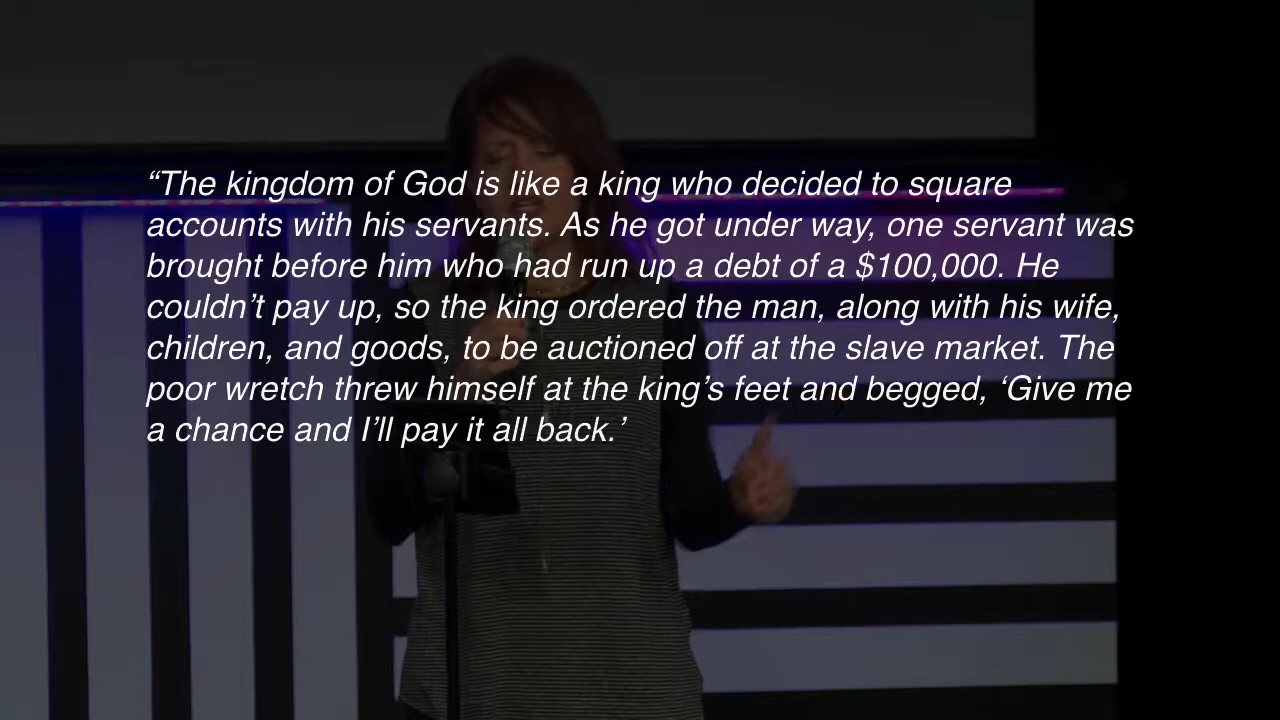 “The kingdom of God is like a king who decided to square
accounts with his servants. As he got under way, one servant was
brought before him who had run up a debt of a $100,000. He
couldn’t pay up, so the king ordered the man, along with his wife,
children, and goods, to be auctioned off at the slave market. The
poor wretch threw himself at the king’s feet and begged, ‘Give me
a chance and I’ll pay it all back.’